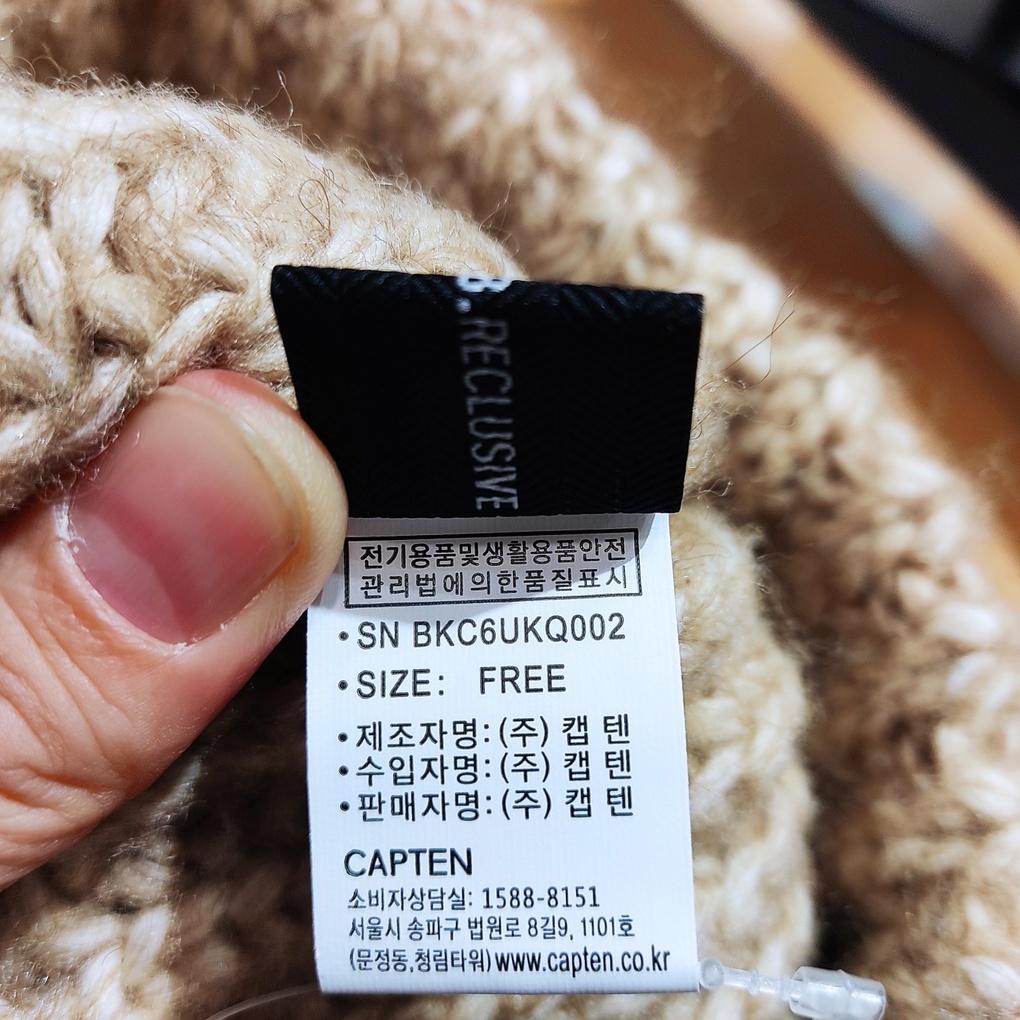 .RECLUSIVE
전기용품및생활용품안전
관리법에의한품질표시
•SN BKC6UKQ002
•SIZE: FREE
•제조자명:(주) 캡 텐
•수입자명:(주) 캡 텐
•판매자명:(주) 캡 텐
CAPTEN
소비자상담실: 1588-8151
서울시 송파구 법원로 8길9, 1101호
(문정동,청림타워)www.capten.co.kr